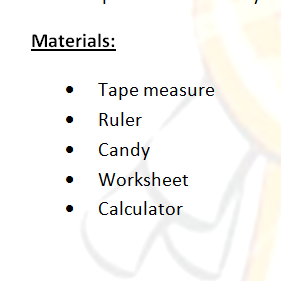 Materials:
• Tape measure
• Ruler
• Candy
• Worksheet
• Calculator